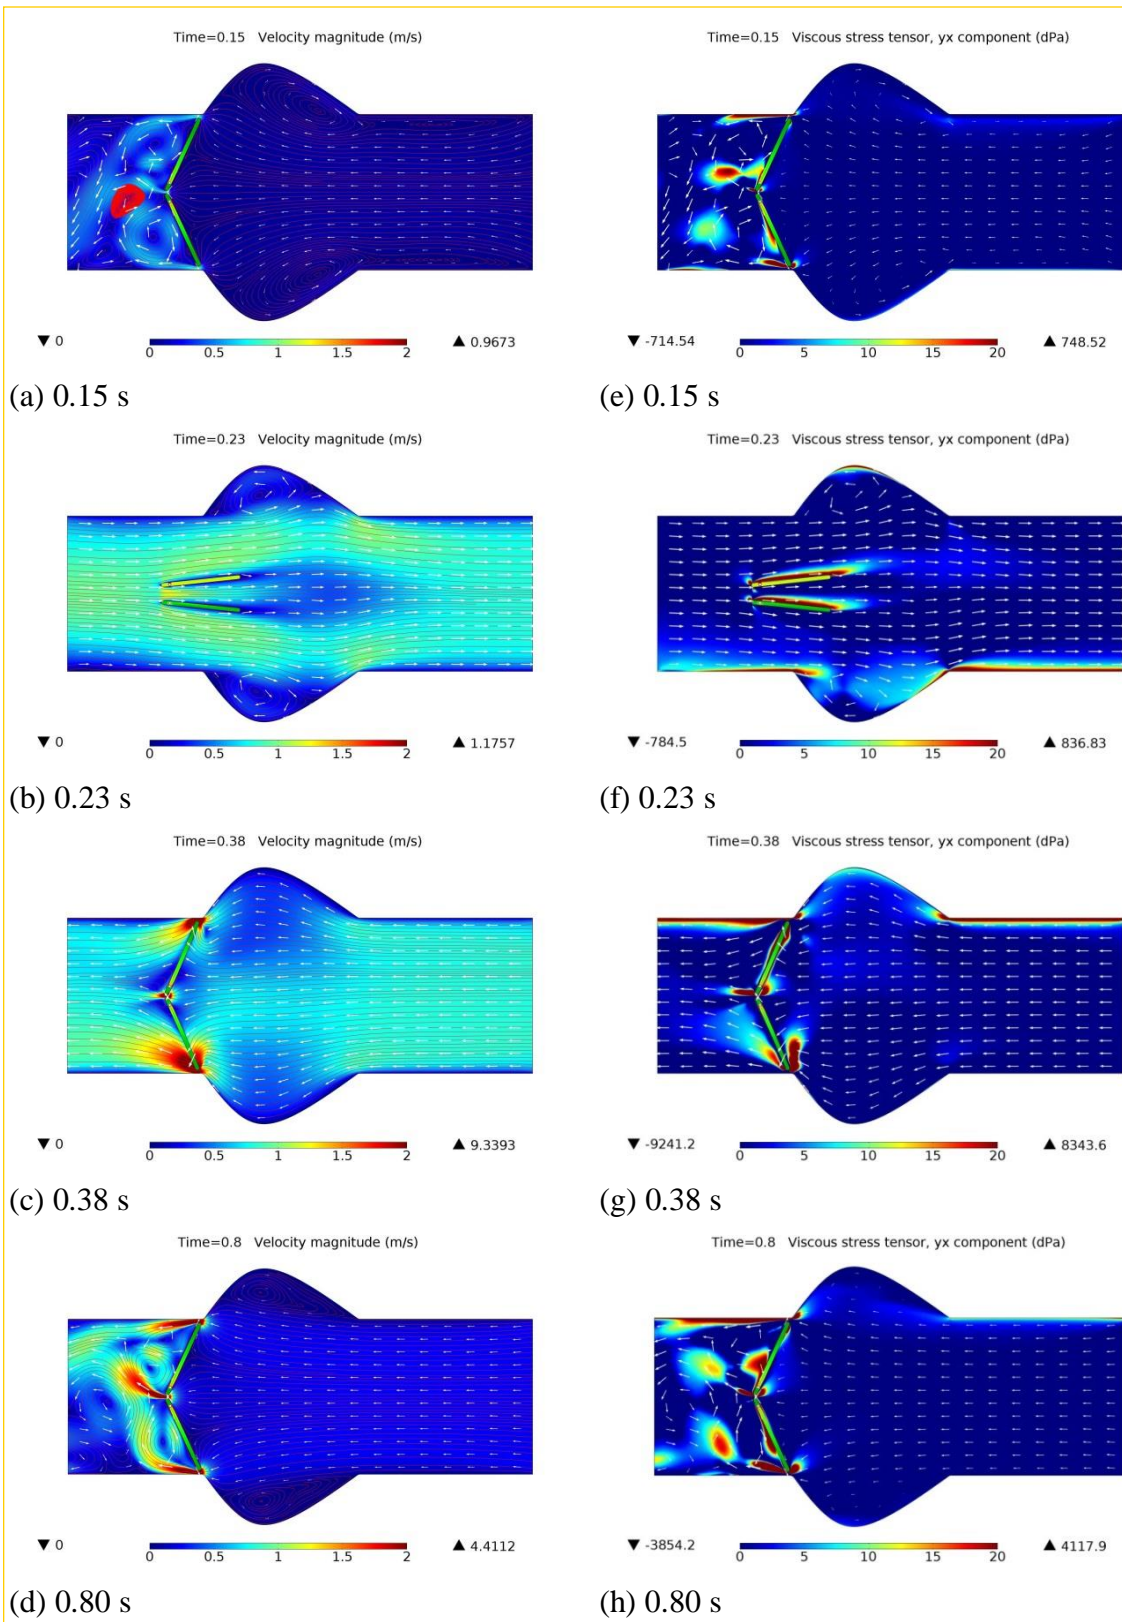 Time=0.15 Velocity magnitude (m/s)
▼ 0
0 0.5 1 1.5 2
▲ 0.9673
(a) 0.15 s
Time=0.15 Viscous stress tensor, yx component (dPa)
▼ -714.54
0 5 10 15 20
▲ 748.52
(e) 0.15 s
Time=0.23 Velocity magnitude (m/s)
▼ 0
0 0.5 1 1.5 2
▲ 1.1757
(b) 0.23 s
Time=0.23 Viscous stress tensor, yx component (dPa)
▼ -784.5
0 5 10 15 20
▲ 836.83
(f) 0.23 s
Time=0.38 Velocity magnitude (m/s)
▼ 0
0 0.5 1 1.5 2
▲ 9.3393
(c) 0.38 s
Time=0.38 Viscous stress tensor, yx component (dPa)
▼ -9241.2
0 5 10 15 20
▲ 8343.6
(g) 0.38 s
Time=0.8 Velocity magnitude (m/s)
▼ 0
0 0.5 1 1.5 2
▲ 4.4112
(d) 0.80 s
Time=0.8 Viscous stress tensor, yx component (dPa)
▼ -3854.2
0 5 10 15 20
▲ 4117.9
(h) 0.80 s